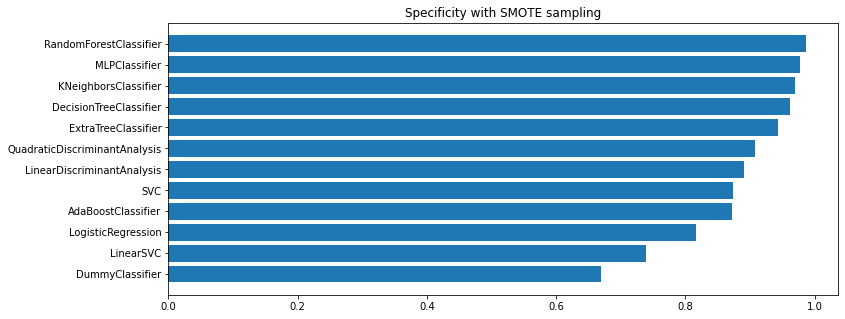 Specificity with SMOTE sampling
RandomForestClassifier
MLPClassifier
KNeighborsClassifier
DecisionTreeClassifier
ExtraTreeClassifier
QuadraticDiscriminantAnalysis
LinearDiscriminantAnalysis
SVC
AdaBoostClassifier
LogisticRegression
LinearSVC
DummyClassifier
0.0 0.2 0.4 0.6 0.8 1.0